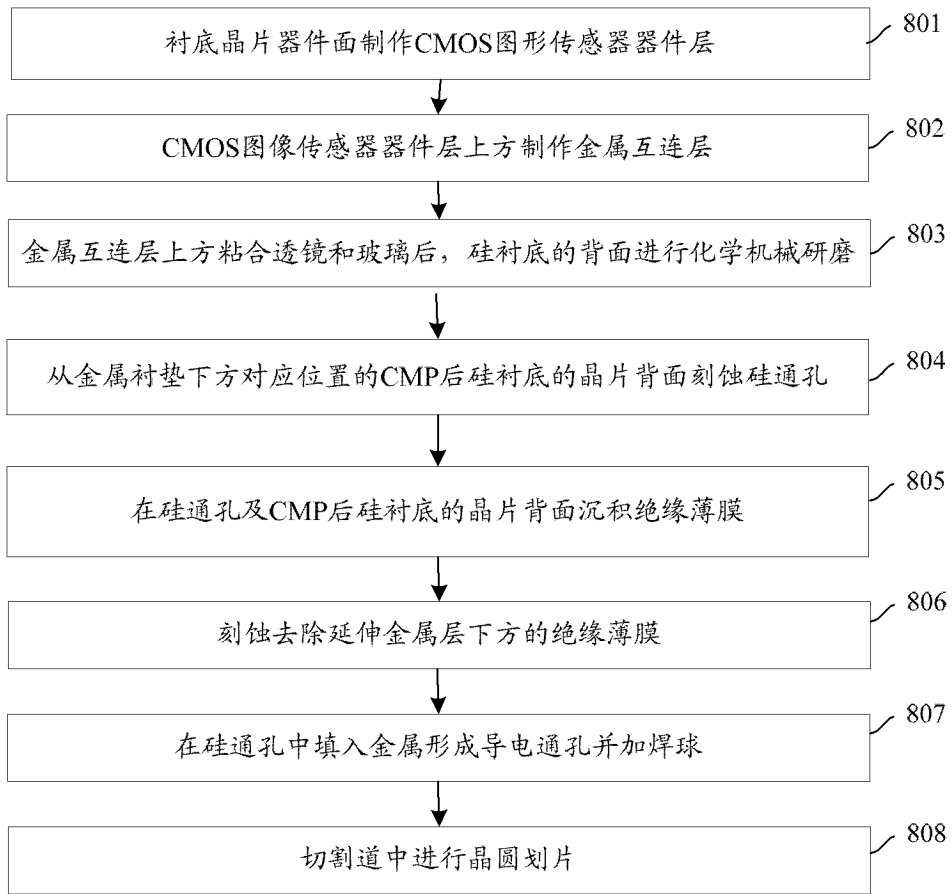 衬底晶片器件面制作CMOS图形传感器器件层
801
CMOS图像传感器器件层上方制作金属互连层
802
金属互连层上方粘合透镜和玻璃后，硅衬底的背面进行化学机械研磨
803
从金属衬垫下方对应位置的CMP后硅衬底的晶片背面刻蚀硅通孔
804
在硅通孔及CMP后硅衬底的晶片背面沉积绝缘薄膜
805
刻蚀去除延伸金属层下方的绝缘薄膜
806
在硅通孔中填入金属形成导电通孔并加焊球
807
切割道中进行晶圆划片
808